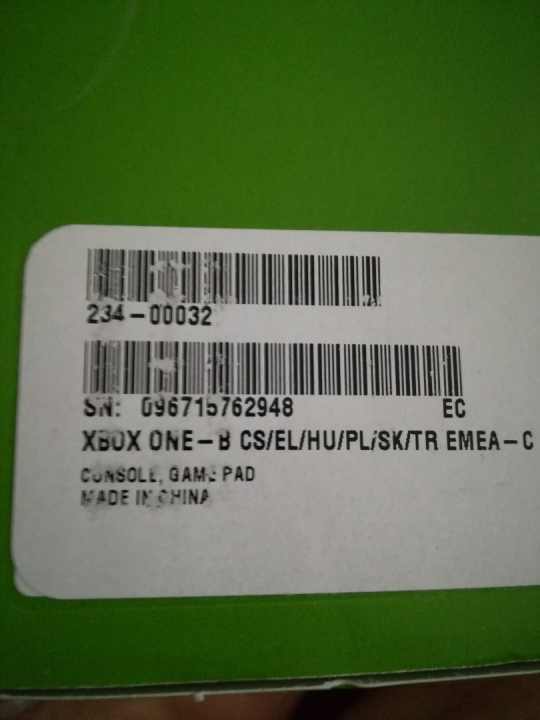 234-00032
SN: 096715762948 EC
XBOX ONE-B CS/EL/HU/PL/SK/TR EMEA-C
CONSOLE, GAME PAD
MADE IN CHINA